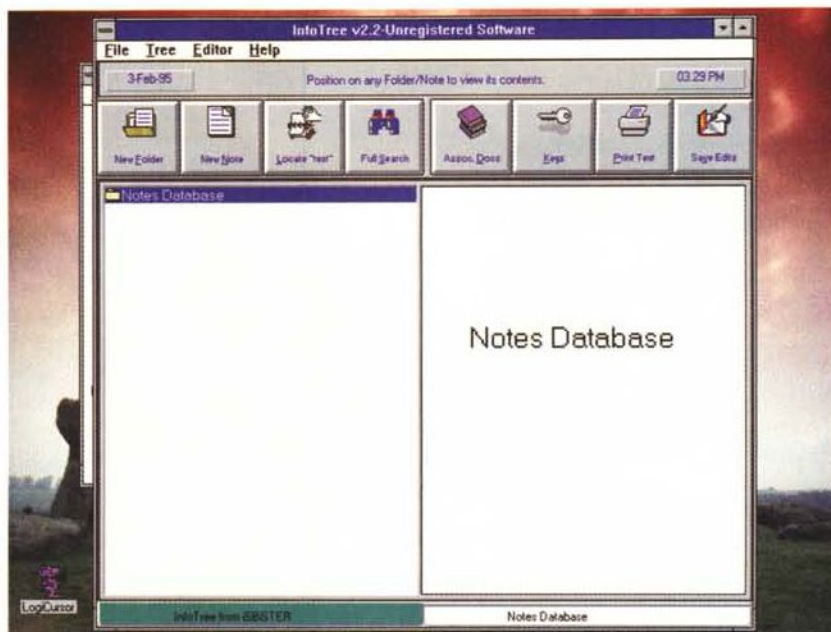 InfoTree v2.2-Unregistered Software
File Tree Editor Help
3-Feb-95 Position on any Folder/Note to view its contents. 03:29 PM
New Folder New Note Locate "text" Full Search Assoc. Docs Keys Print Text Save Edits
Notes Database
Notes Database
LogiCursor
InfoTree from iSBiSTER Notes Database